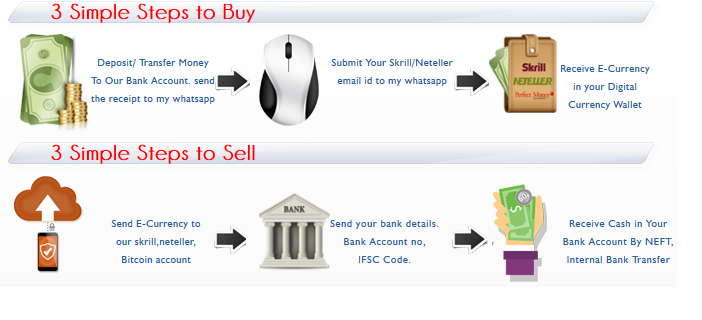 3 Simple Steps to Buy
Deposit/ Transfer Money
To Our Bank Account. send
the receipt to my whatsapp
Submit Your Skrill/Neteller
email id to my whatsapp
Skrill
NETELLER
Perfect Money
Receive E-Currency
in your Digital
Currency Wallet
3 Simple Steps to Sell
Send E-Currency to
our skrill,neteller,
Bitcoin account
BANK
Send your bank details.
Bank Account no,
IFSC Code.
Receive Cash in Your
Bank Account By NEFT,
Internal Bank Transfer